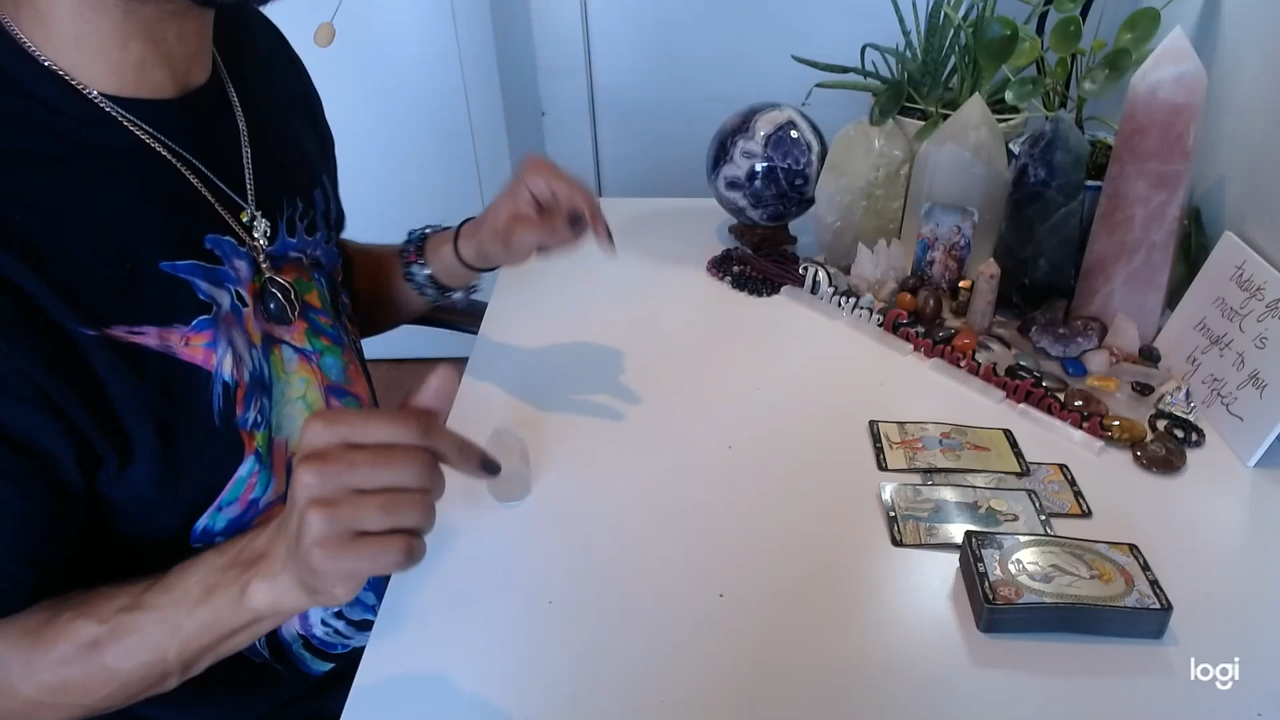 Divine Conversations
today's good
mood is
brought to you
by coffee
logi